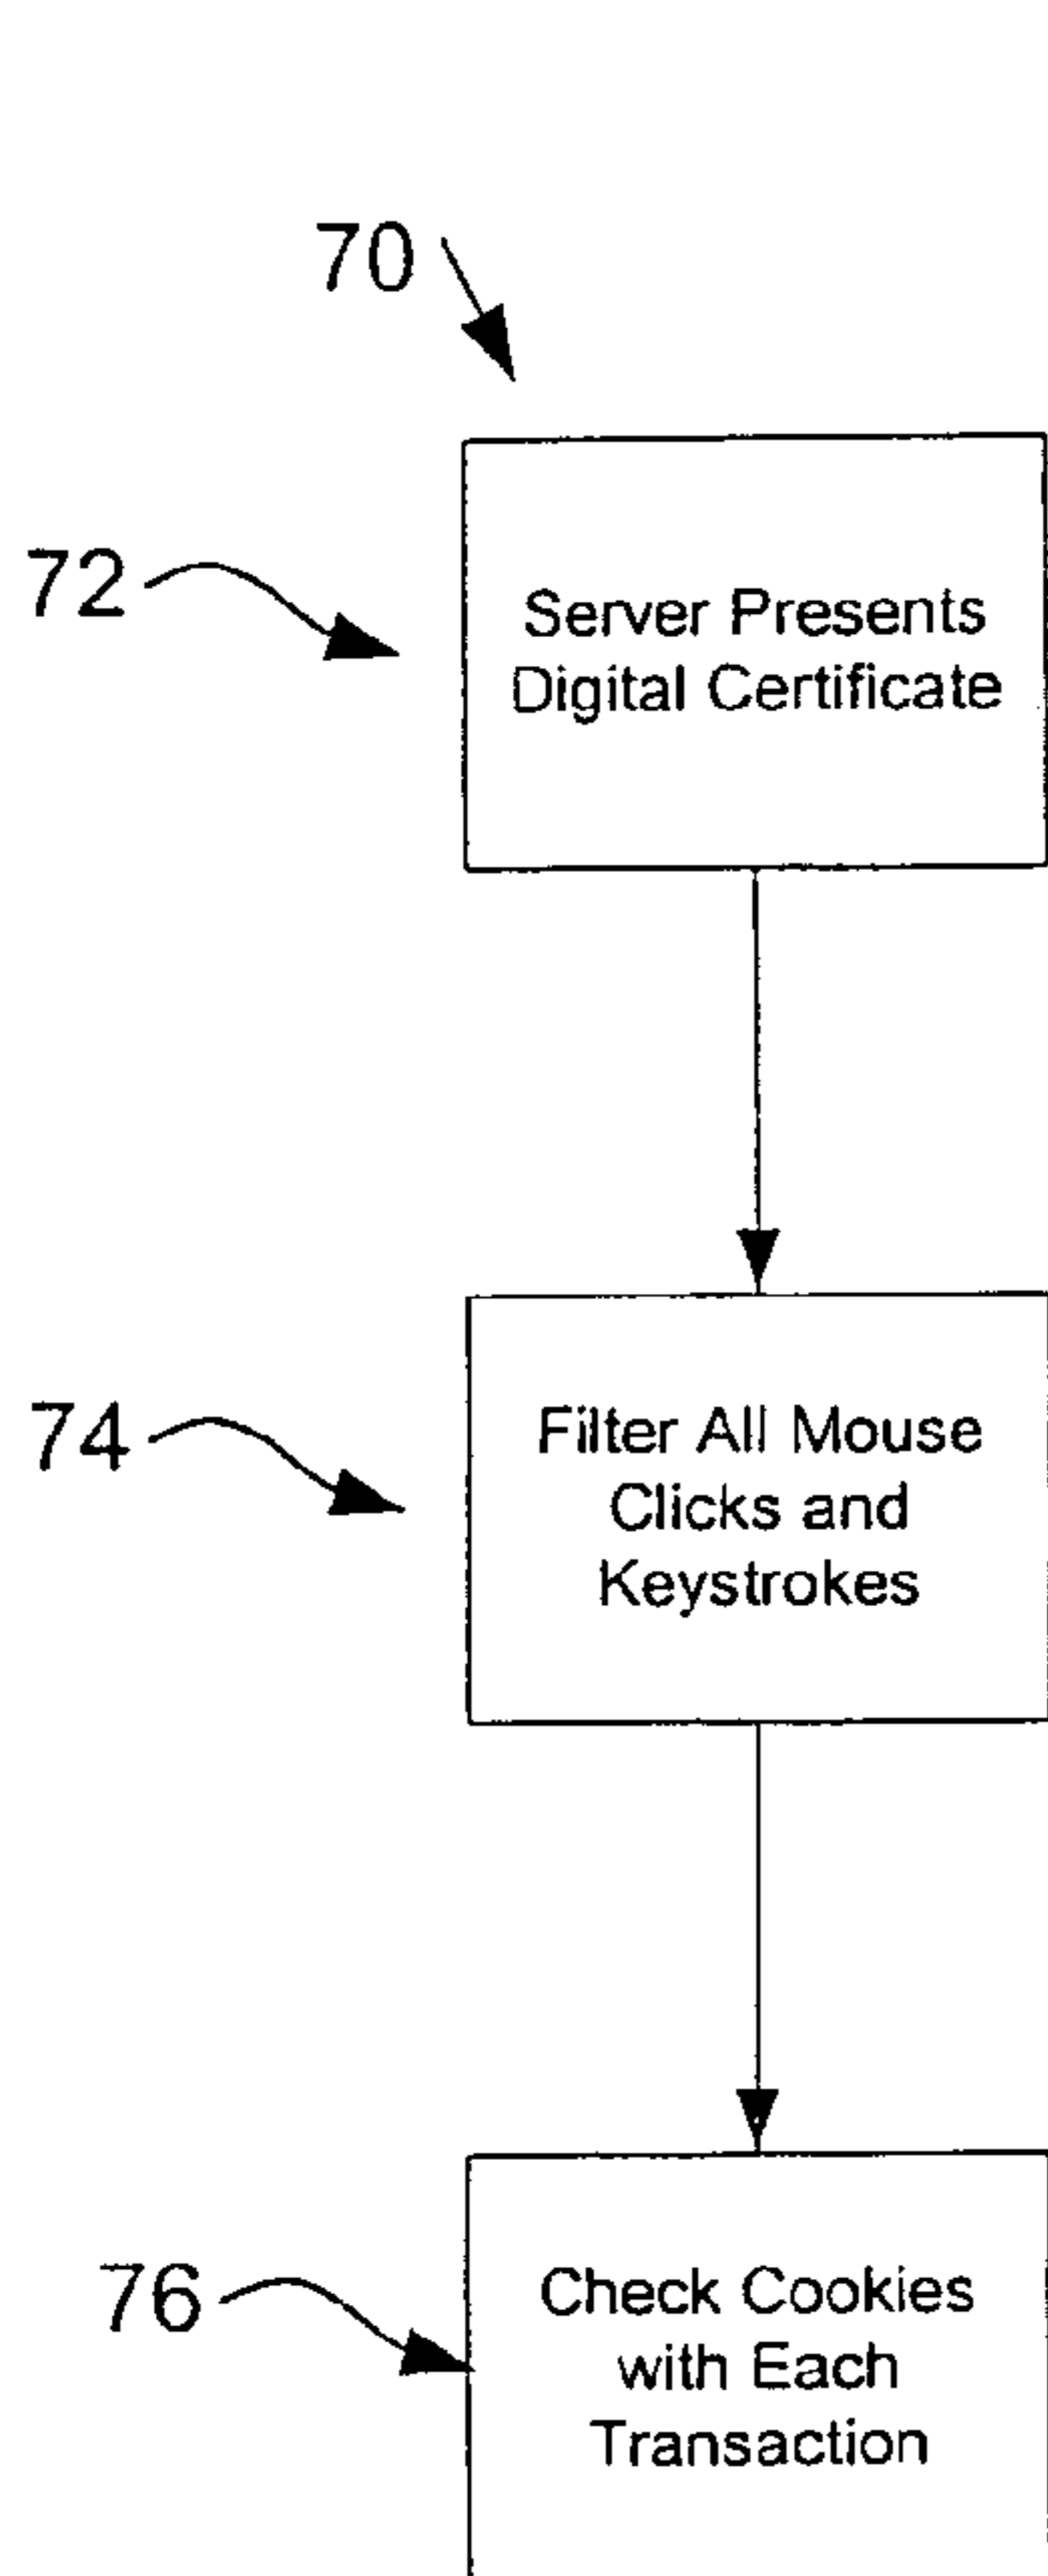 70
72
Server Presents
Digital Certificate
74
Filter All Mouse
Clicks and
Keystrokes
76
Check Cookies
with Each
Transaction